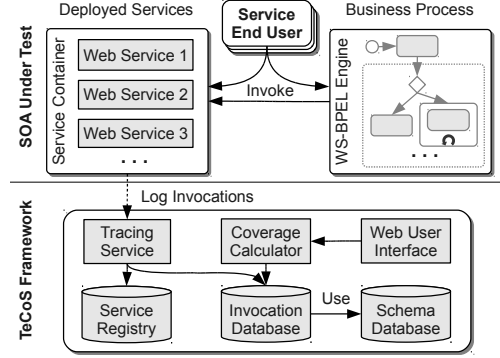 Deployed Services
Service
End User
Business Process
SOA Under Test
Service Container
Web Service 1
Web Service 2
Web Service 3
. . .
Invoke
WS-BPEL Engine
. . .
Log Invocations
TeCoS Framework
Tracing
Service
Coverage
Calculator
Web User
Interface
Service
Registry
Invocation
Database
Use
Schema
Database